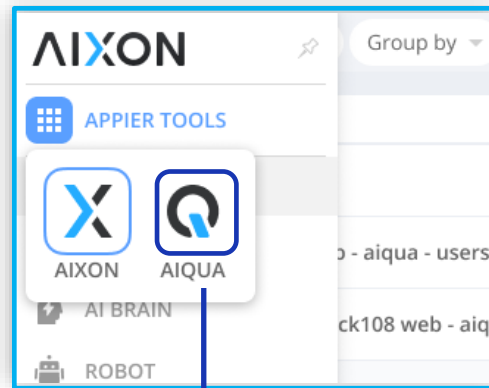 AIXON
Group by
APPIER TOOLS
AIXON AIQUA
- aiqua - users
AI BRAIN
ck108 web - aiq
ROBOT